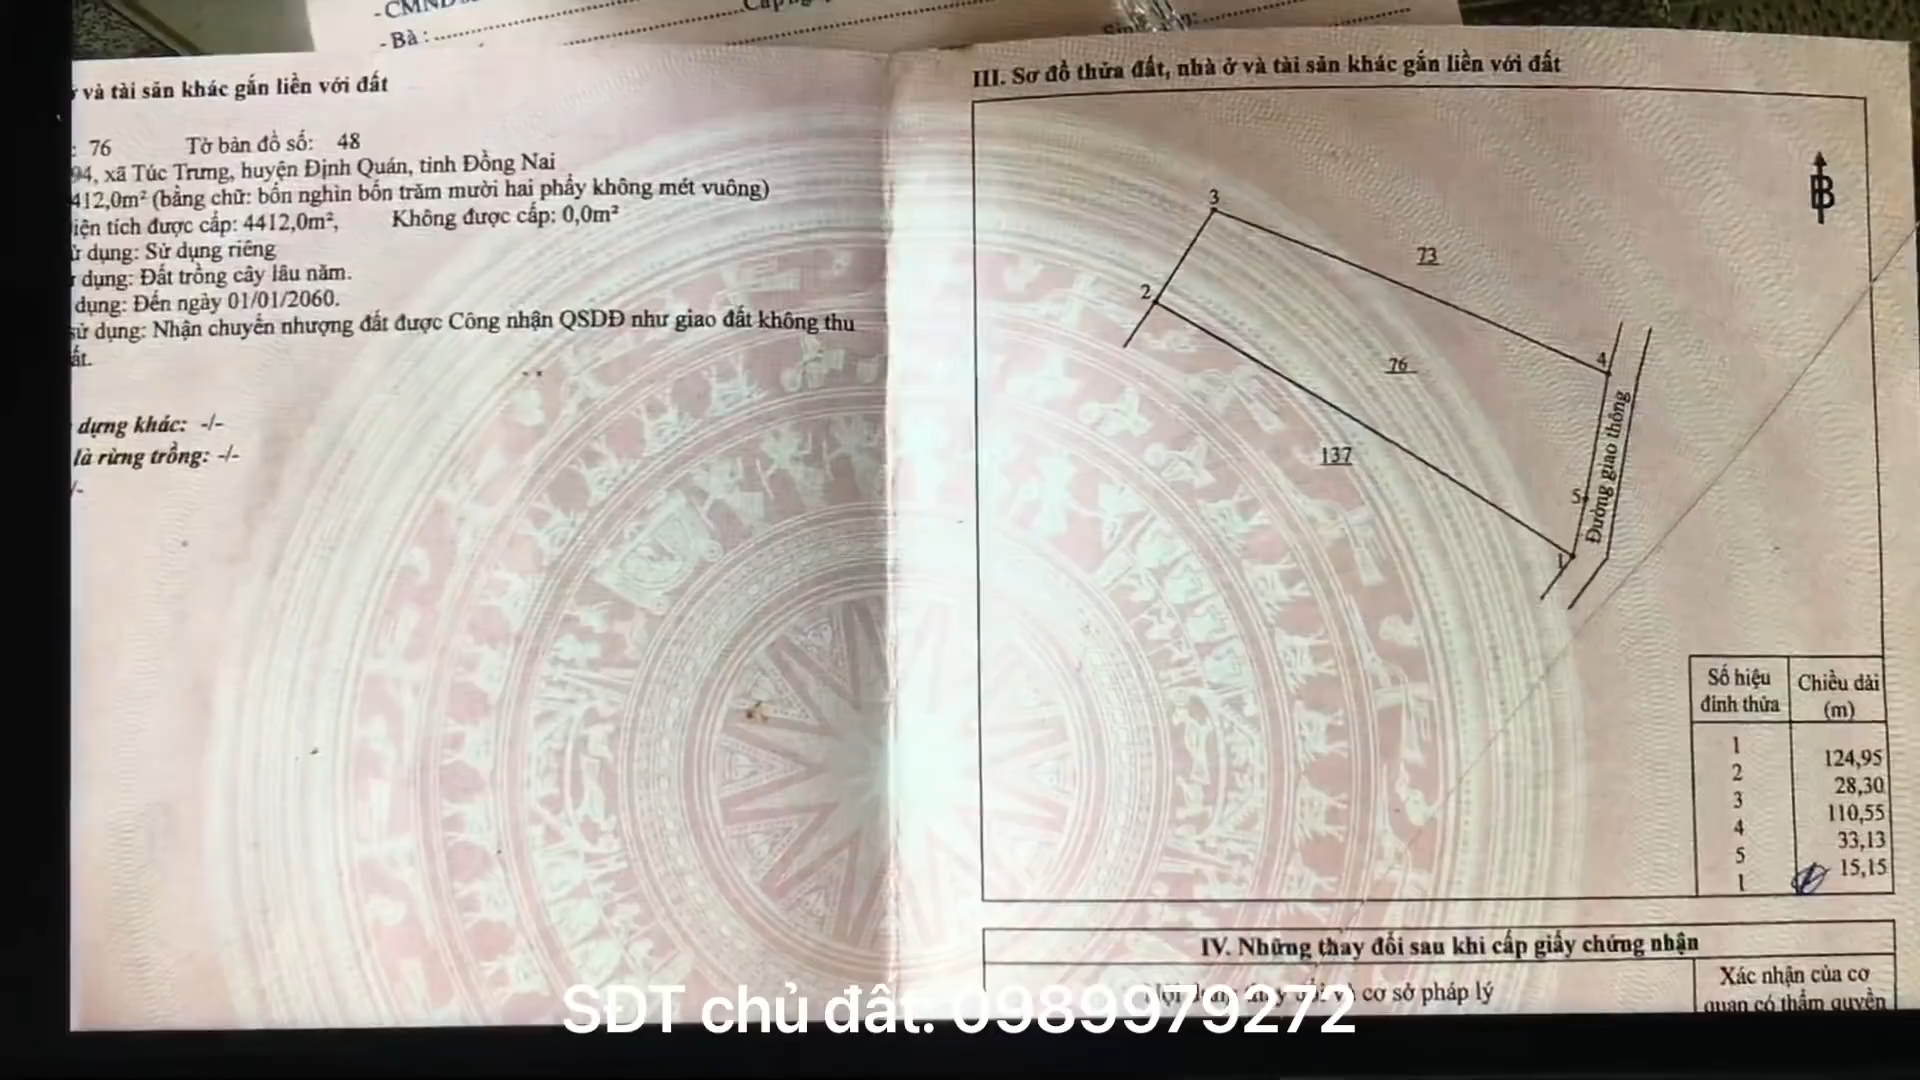 - Bà :
và tài sản khác gắn liền với đất
: 76 Tờ bản đồ số: 48
94, xã Túc Trưng, huyện Định Quán, tỉnh Đồng Nai
412,0m² (bằng chữ: bốn nghìn bốn trăm mười hai phẩy không mét vuông)
iện tích được cấp: 4412,0m², Không được cấp: 0,0m²
ử dụng: Sử dụng riêng
dụng: Đất trồng cây lâu năm.
dụng: Đến ngày 01/01/2060.
sử dụng: Nhận chuyển nhượng đất được Công nhận QSDĐ như giao đất không thu
ất.
dựng khác: -/-
là rừng trồng: -/-
/-
III. Sơ đồ thửa đất, nhà ở và tài sản khác gắn liền với đất
B
3
73
2
4
76
137
Đường giao thông
5
1
Số hiệu đỉnh thửa Chiều dài (m)
1
124,95
2
28,30
3
110,55
4
33,13
5
15,15
1
IV. Những thay đổi sau khi cấp giấy chứng nhận
và cơ sở pháp lý
Xác nhận của cơ
quan có thẩm quyền
SĐT chủ đất: 0989979272